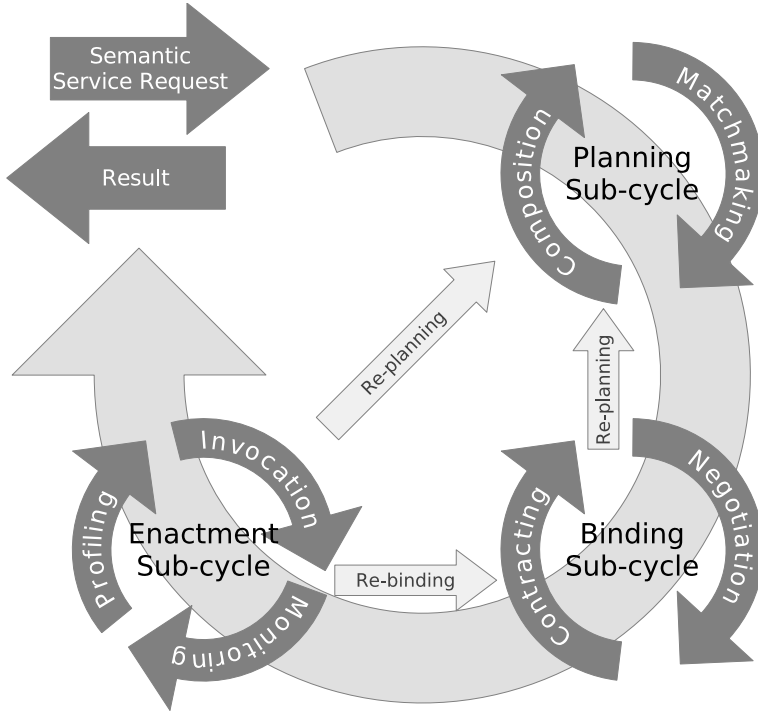 Semantic
Service Request
Result
Composition
Planning
Sub-cycle
Matchmaking
Re-planning
Re-planning
Profiling
Invocation
Enactment
Sub-cycle
Monitoring
Re-binding
Contracting
Binding
Sub-cycle
Negotiation